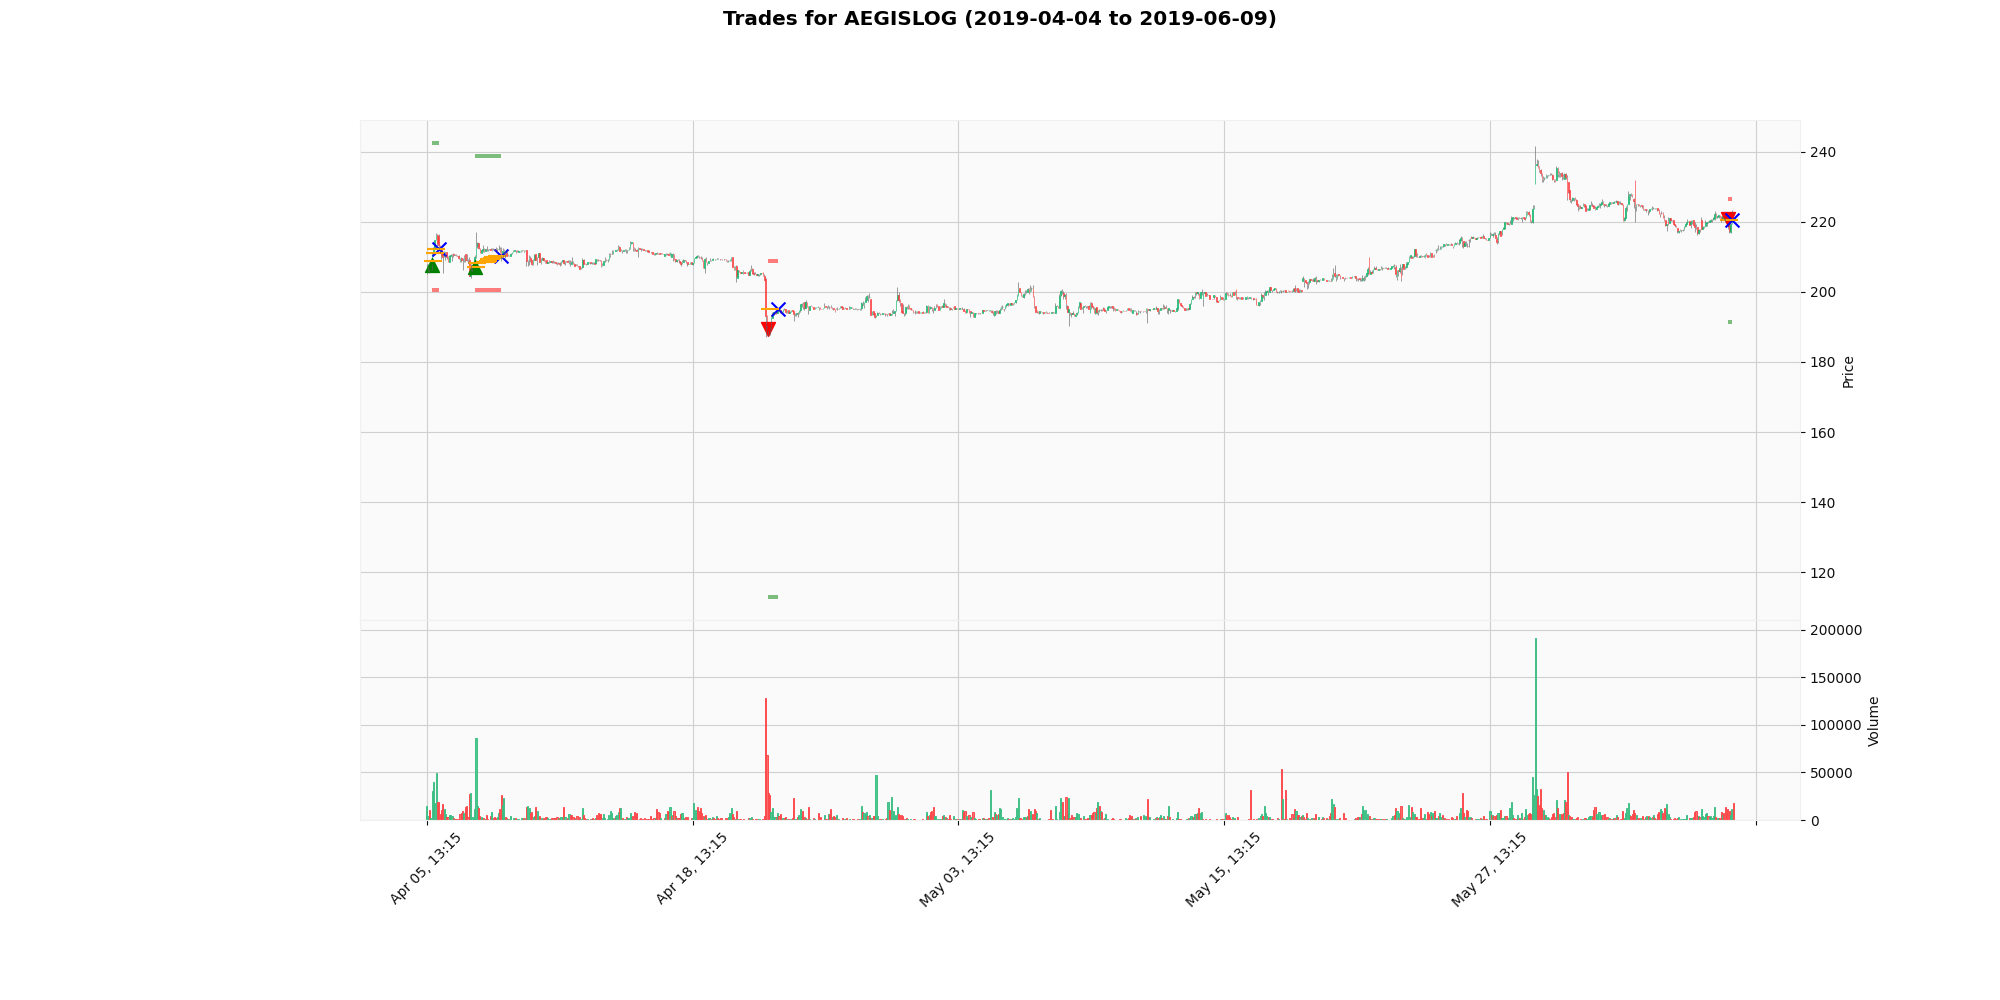 Trades for AEGISLOG (2019-04-04 to 2019-06-09)
240
220
200
180
160
140
120
Price
200000
150000
100000
50000
0
Volume
Apr 05, 13:15
Apr 18, 13:15
May 03, 13:15
May 15, 13:15
May 27, 13:15